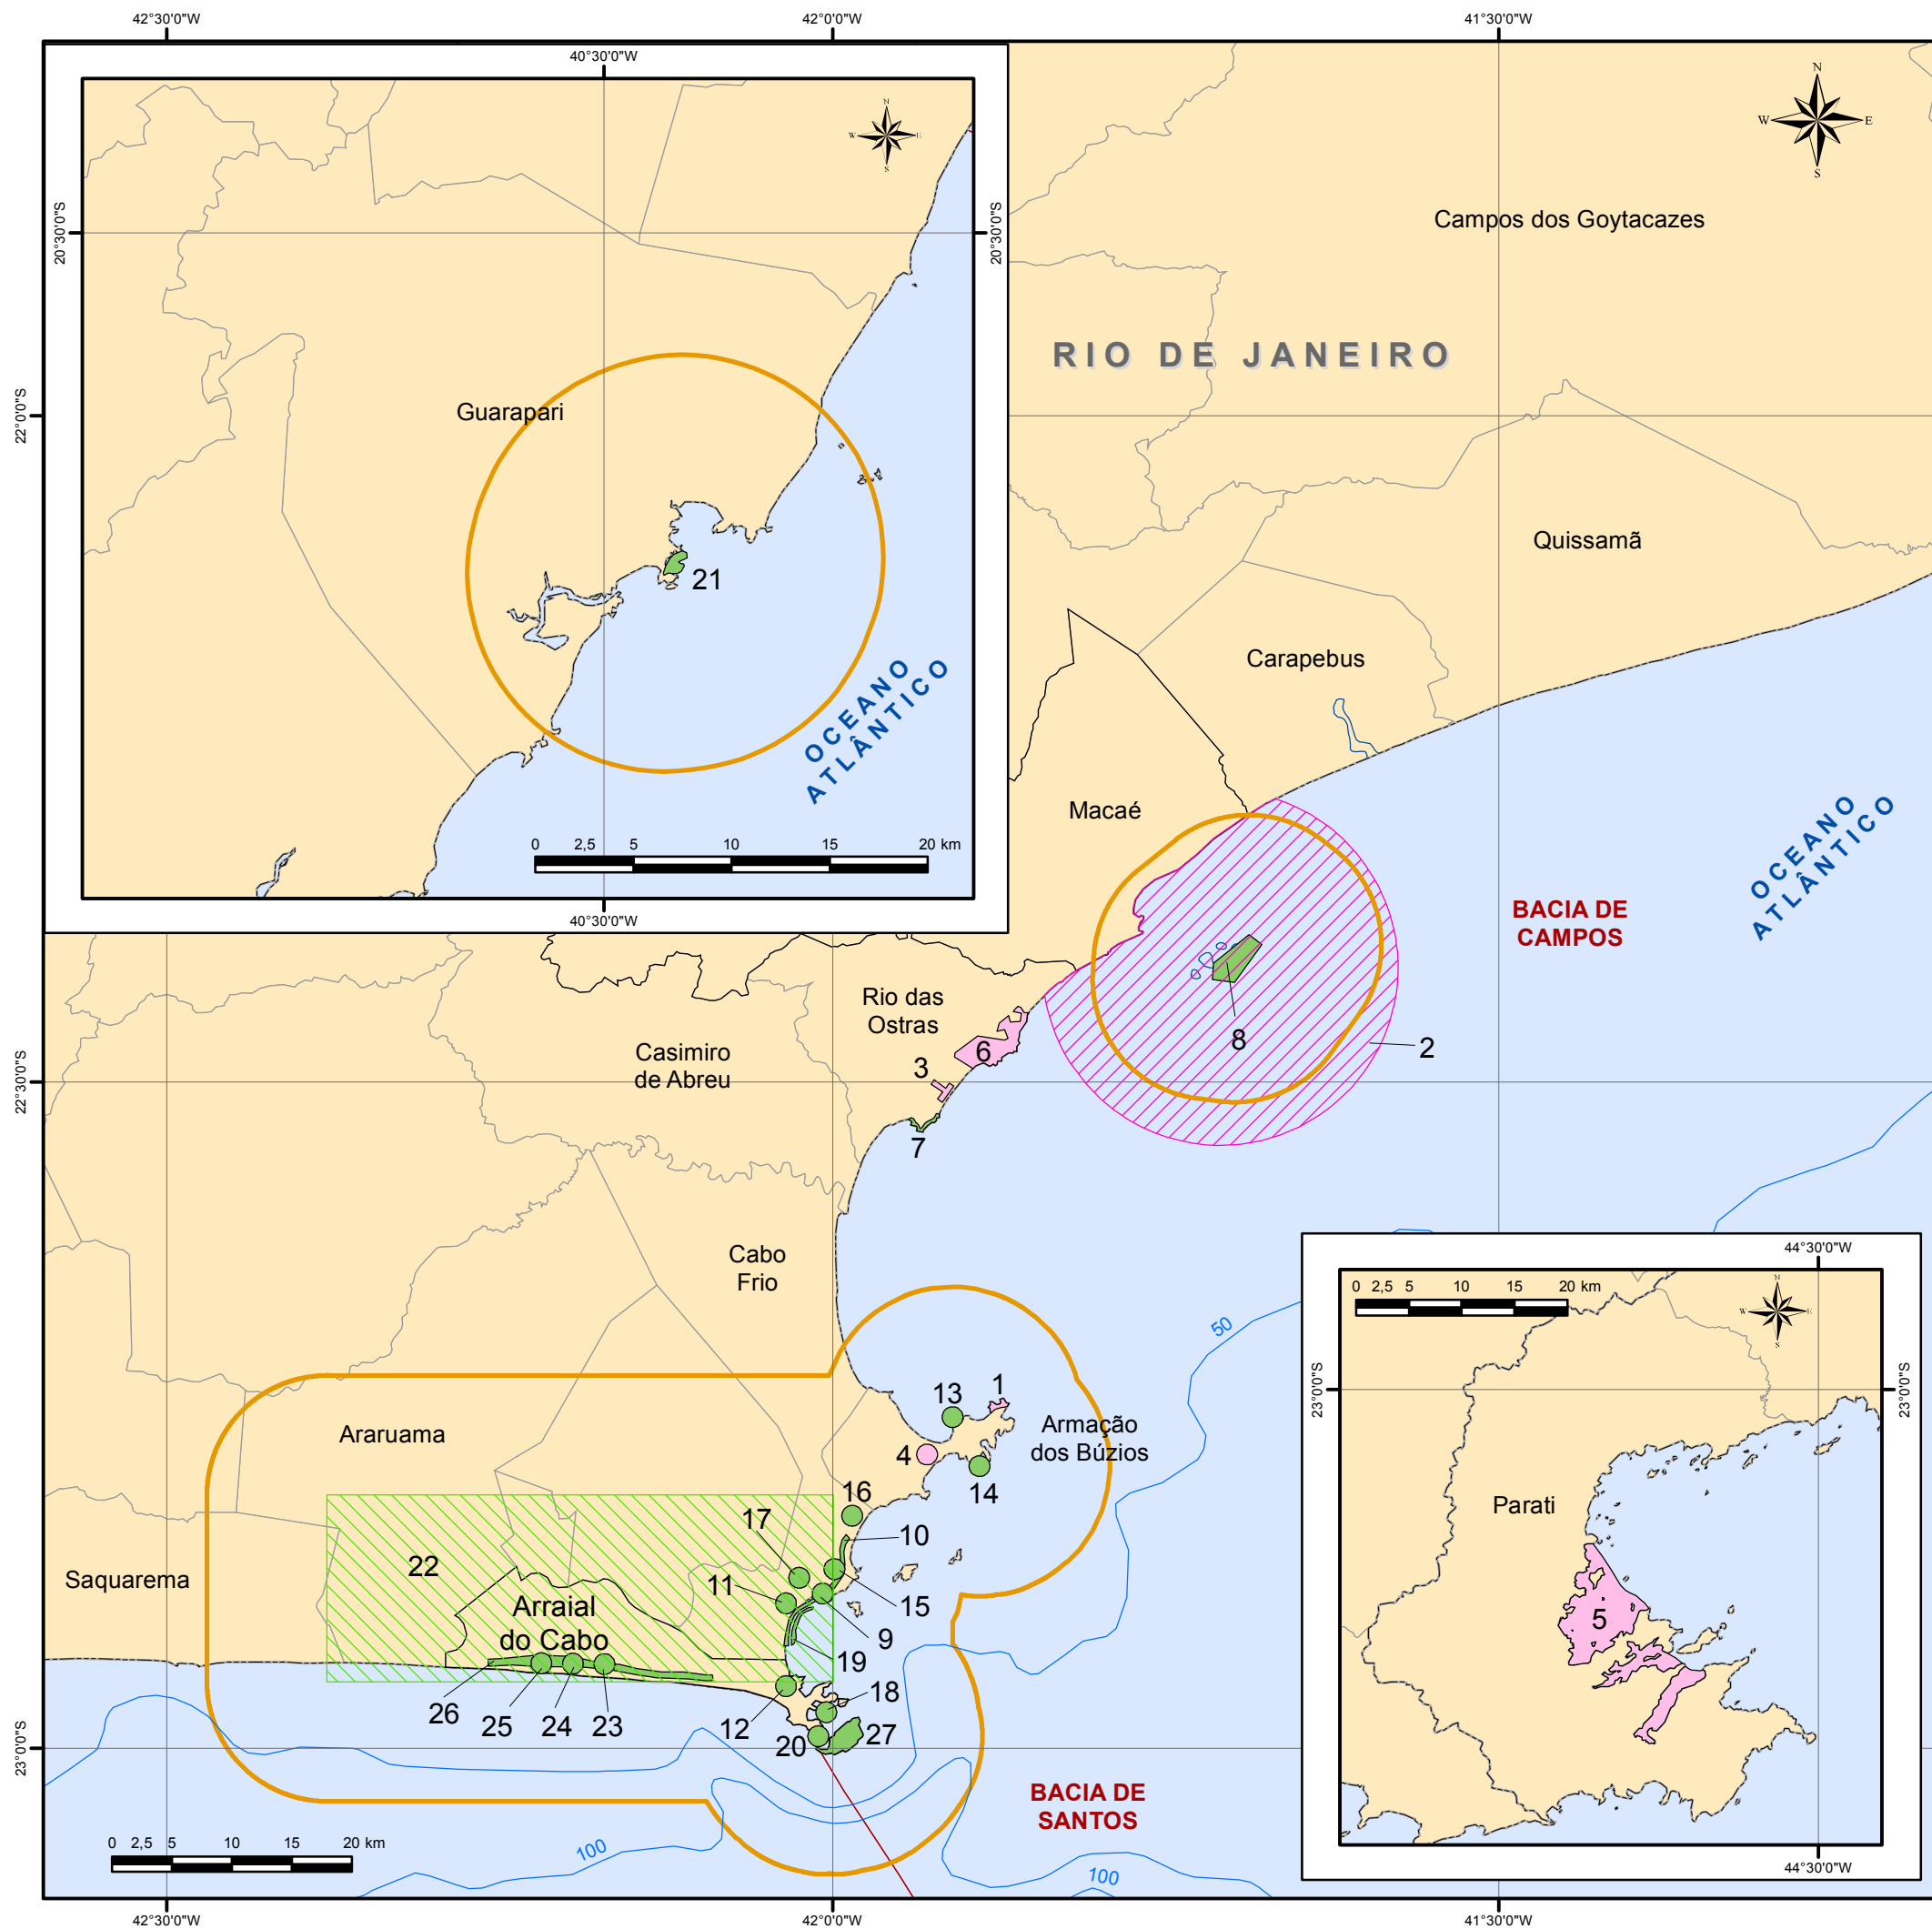 42°30'0"W
42°0'0"W
41°30'0"W
40°30'0"W
N
W
E
S
N
W
E
S
20°30'0"S
20°30'0"S
Campos dos Goytacazes
RIO DE JANEIRO
Guarapari
22°0'0"S
21
Quissamã
Carapebus
OCEANO
ATLÂNTICO
Macaé
0 2,5 5 10 15 20 km
40°30'0"W
OCEANO
ATLÂNTICO
BACIA DE
CAMPOS
Rio das
Ostras
Casimiro
de Abreu
6
8
2
3
7
22°30'0"S
Cabo
Frio
50
44°30'0"W
0 2,5 5 10 15 20 km
N
W
E
S
23°0'0"S
23°0'0"S
Parati
5
44°30'0"W
13
1
Armação
dos Búzios
4
14
Araruama
16
17
10
22
Saquarema
11
15
Arraial
do Cabo
9
19
26
25
24
23
12
18
27
20
23°0'0"S
BACIA DE
SANTOS
0 2,5 5 10 15 20 km
100
100
42°30'0"W
42°0'0"W
41°30'0"W